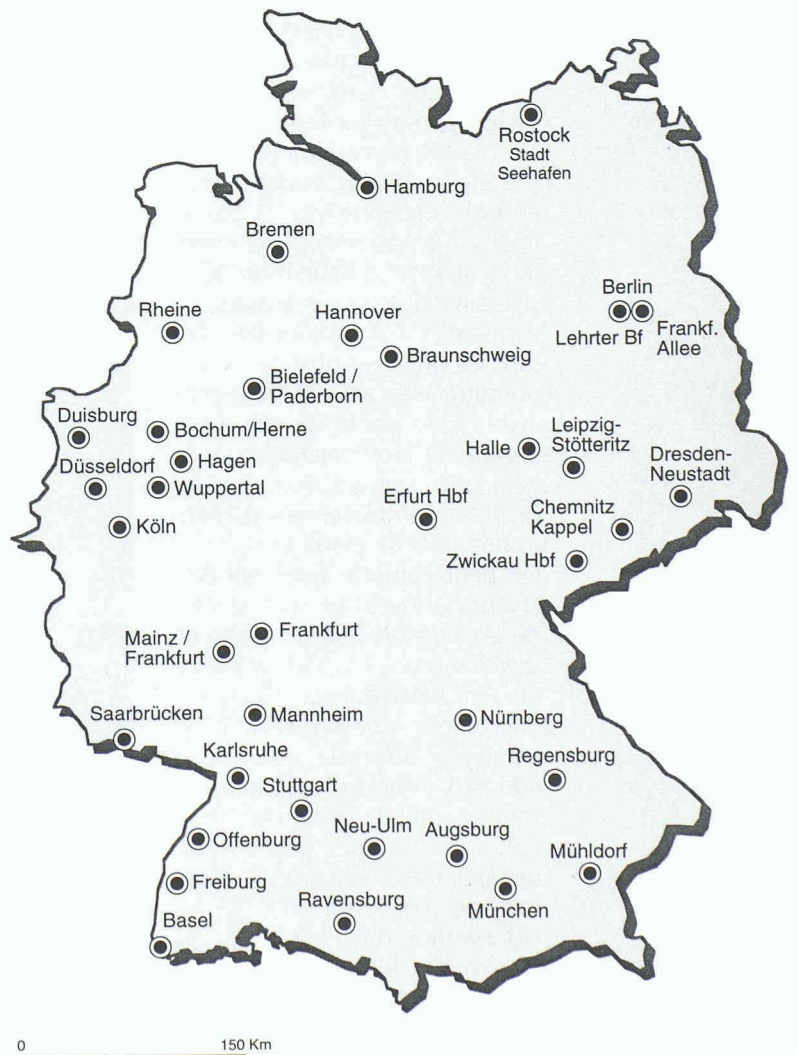 Rostock
Stadt
Seehafen
Hamburg
Bremen
Berlin
Lehrter Bf
Frankf.
Allee
Rheine
Hannover
Braunschweig
Bielefeld /
Paderborn
Duisburg
Bochum/Herne
Halle
Leipzig-
Stötteritz
Dresden-
Neustadt
Düsseldorf
Hagen
Wuppertal
Erfurt Hbf
Chemnitz
Kappel
Köln
Zwickau Hbf
Mainz /
Frankfurt
Frankfurt
Saarbrücken
Mannheim
Nürnberg
Karlsruhe
Regensburg
Stuttgart
Offenburg
Neu-Ulm
Augsburg
Mühldorf
Freiburg
München
Ravensburg
Basel
0 150 Km